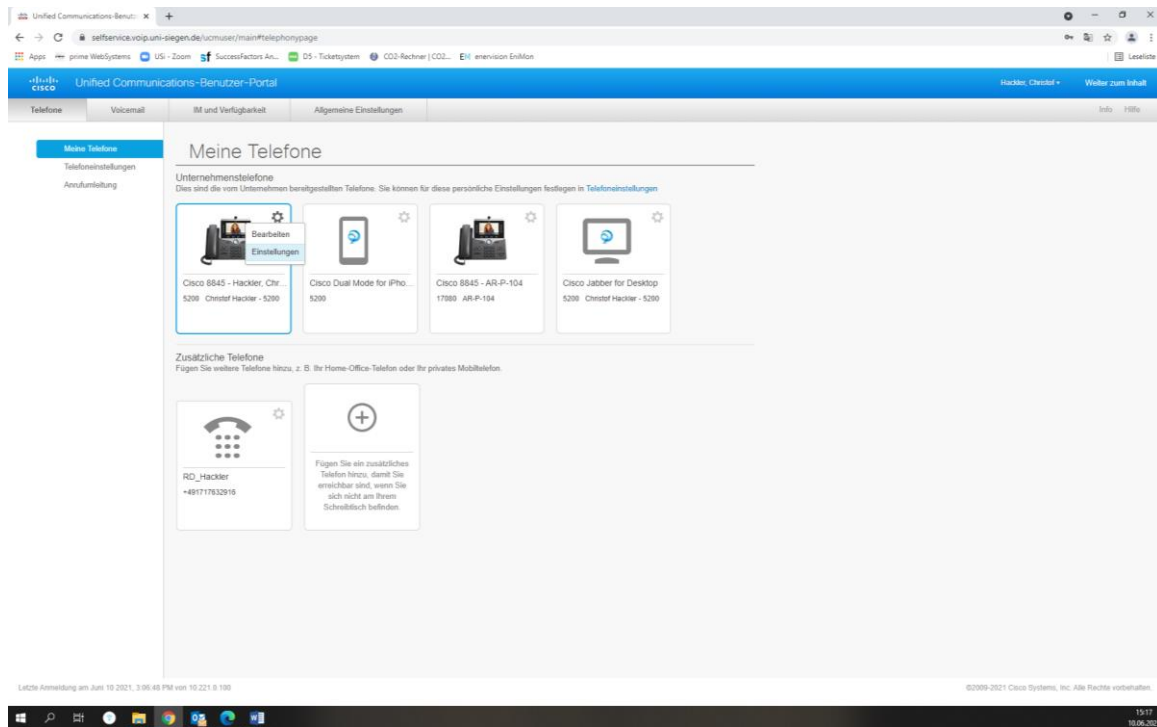 Unified Communications-Benutz
selfservice.voip.uni-siegen.de/ucmuser/main#telephonypage
Apps prime WebSystems USi - Zoom SuccessFactors An... D5 - Ticketsystem CO2-Rechner | CO2... enervision EniMon Leseliste
cisco Unified Communications-Benutzer-Portal Hackler, Christof Weiter zum Inhalt
Telefone Voicemail IM und Verfügbarkeit Allgemeine Einstellungen Info Hilfe
Meine Telefone
Telefoneinstellungen
Anrufumleitung
Meine Telefone
Unternehmenstelefone
Dies sind die vom Unternehmen bereitgestellten Telefone. Sie können für diese persönliche Einstellungen festlegen in Telefoneinstellungen
Bearbeiten
Einstellungen
Cisco 8845 - Hackler, Chr...
5200 Christof Hackler - 5200
Cisco Dual Mode for iPho...
5200
Cisco 8845 - AR-P-104
17080 AR-P-104
Cisco Jabber for Desktop
5200 Christof Hackler - 5200
Zusätzliche Telefone
Fügen Sie weitere Telefone hinzu, z. B. Ihr Home-Office-Telefon oder Ihr privates Mobiltelefon.
RD_Hackler
+491717632916
Fügen Sie ein zusätzliches
Telefon hinzu, damit Sie
erreichbar sind, wenn Sie
sich nicht am Ihrem
Schreibtisch befinden.
Letzte Anmeldung am Juni 10 2021, 3:06:48 PM von 10.221.0.100
©2009-2021 Cisco Systems, Inc. Alle Rechte vorbehalten.
15:17
10.06.202